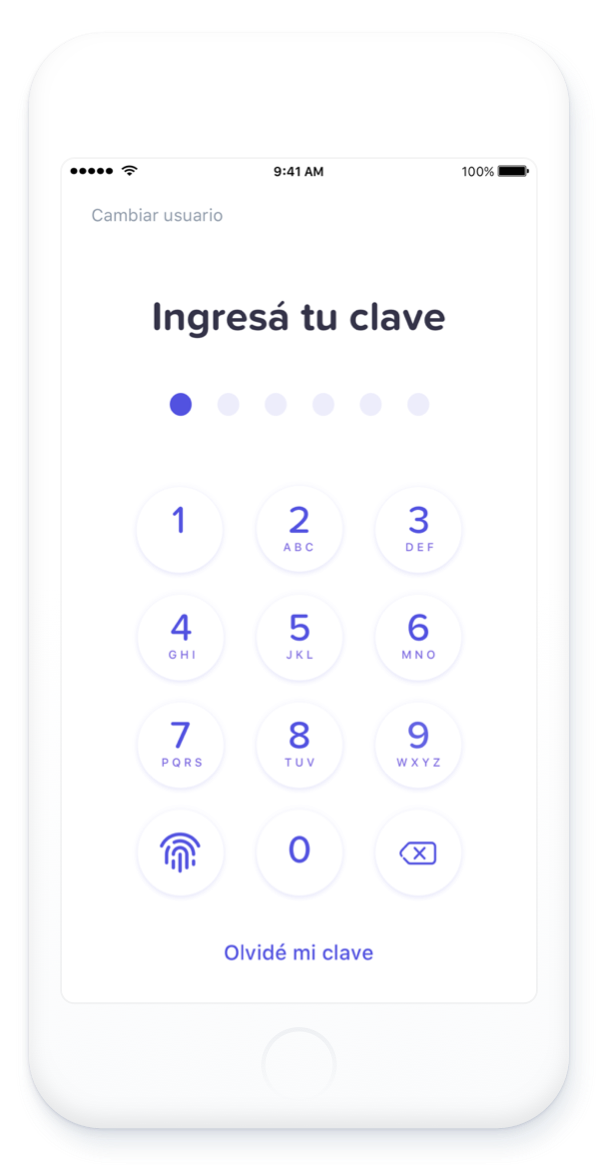 9:41 AM 100%
Cambiar usuario
Ingresá tu clave
1 2 3
ABC DEF
4 5 6
GHI JKL MNO
7 8 9
PQRS TUV WXYZ
0
Olvidé mi clave